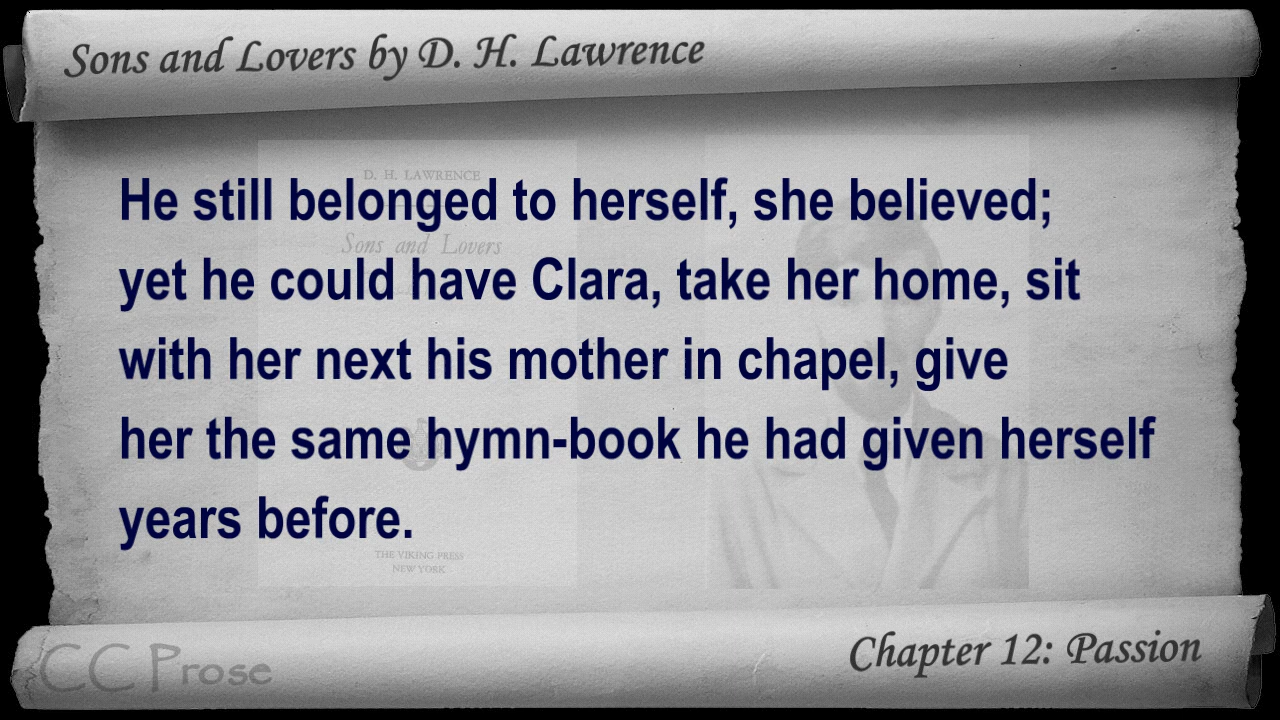 Sons and Lovers by D. H. Lawrence
D. H. LAWRENCE
He still belonged to herself, she believed;
Sons and Lovers
yet he could have Clara, take her home, sit
with her next his mother in chapel, give
her the same hymn-book he had given herself
years before.
THE VIKING PRESS
NEW YORK
Chapter 12: Passion
CC Prose